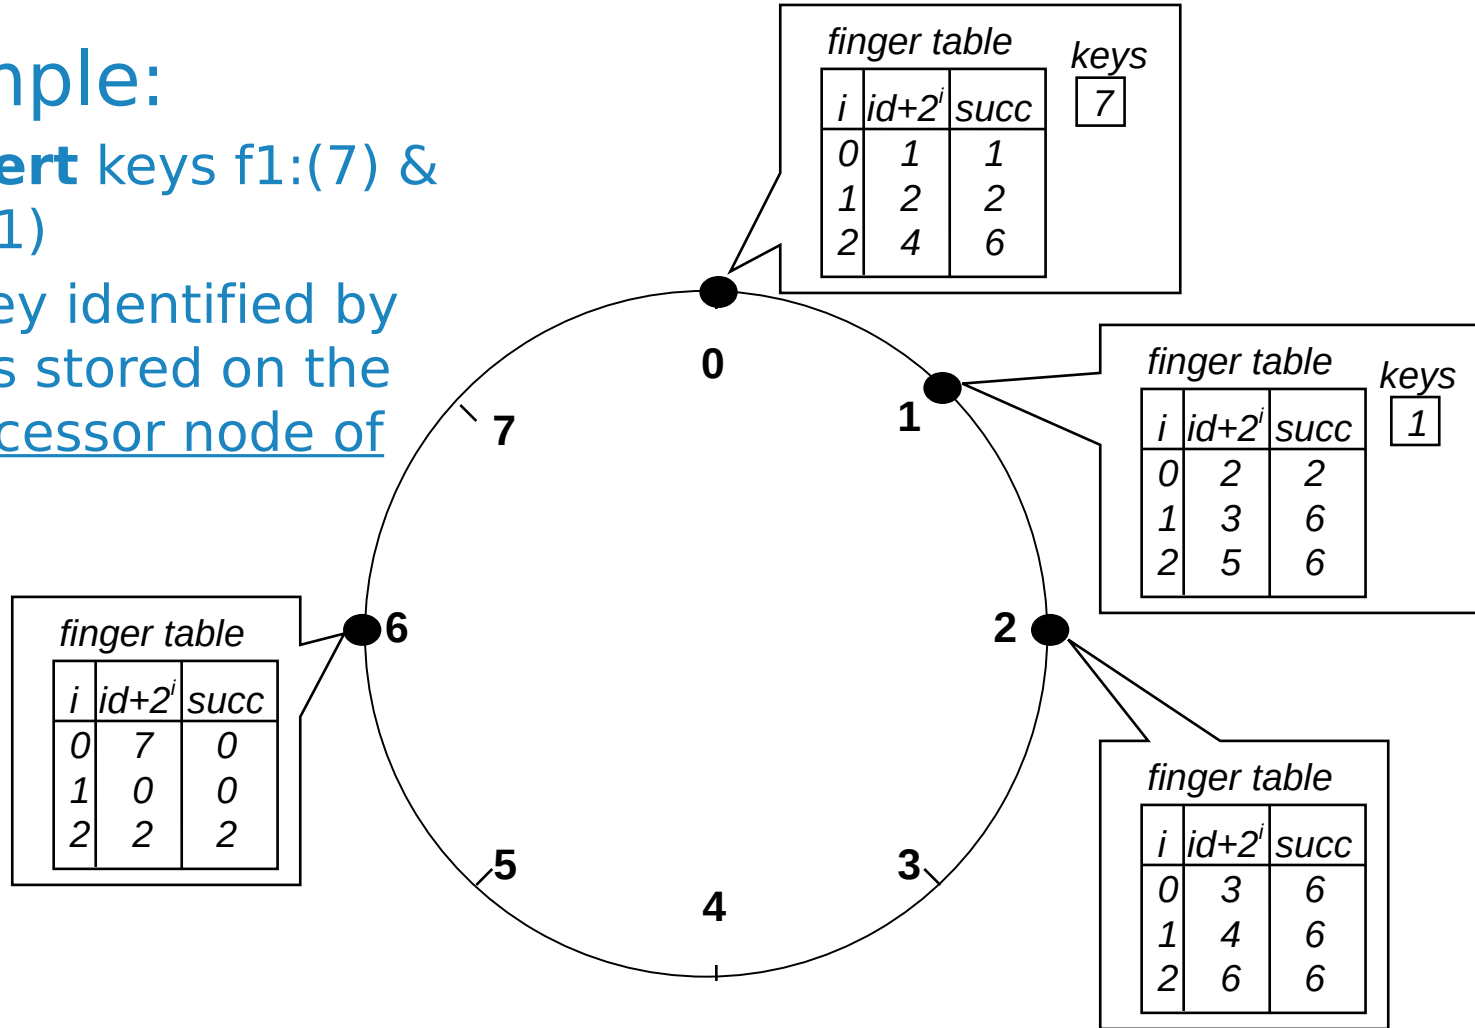 nple:
ert keys f1:(7) &
1)
ey identified by
s stored on the
cessor node of
finger table
keys
7
i id+2^i succ
0 1 1
1 2 2
2 4 6
finger table
keys
1
i id+2^i succ
0 2 2
1 3 6
2 5 6
0
1
2
3
4
5
6
7
finger table
i id+2^i succ
0 7 0
1 0 0
2 2 2
finger table
i id+2^i succ
0 3 6
1 4 6
2 6 6